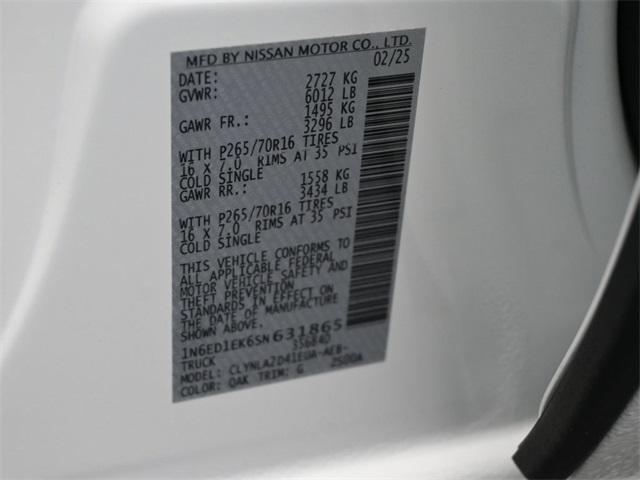 MFD BY NISSAN MOTOR CO., LTD.
DATE: 02/25
GVWR: 2727 KG
6012 LB
GAWR FR.: 1495 KG
3296 LB
WITH P265/70R16 TIRES
16 X 7.0 RIMS AT 35 PSI
COLD SINGLE
GAWR RR.: 1558 KG
3434 LB
WITH P265/70R16 TIRES
16 X 7.0 RIMS AT 35 PSI
COLD SINGLE
THIS VEHICLE CONFORMS TO
ALL APPLICABLE FEDERAL
MOTOR VEHICLE SAFETY AND
THEFT PREVENTION
STANDARDS IN EFFECT ON
THE DATE OF MANUFACTURE
SHOWN ABOVE.
1N6ED1EK6SN631865
TRUCK 35684D
MODEL: CLYNLA2D41EUA-AEB-
COLOR: QAK TRIM: G 2S00A